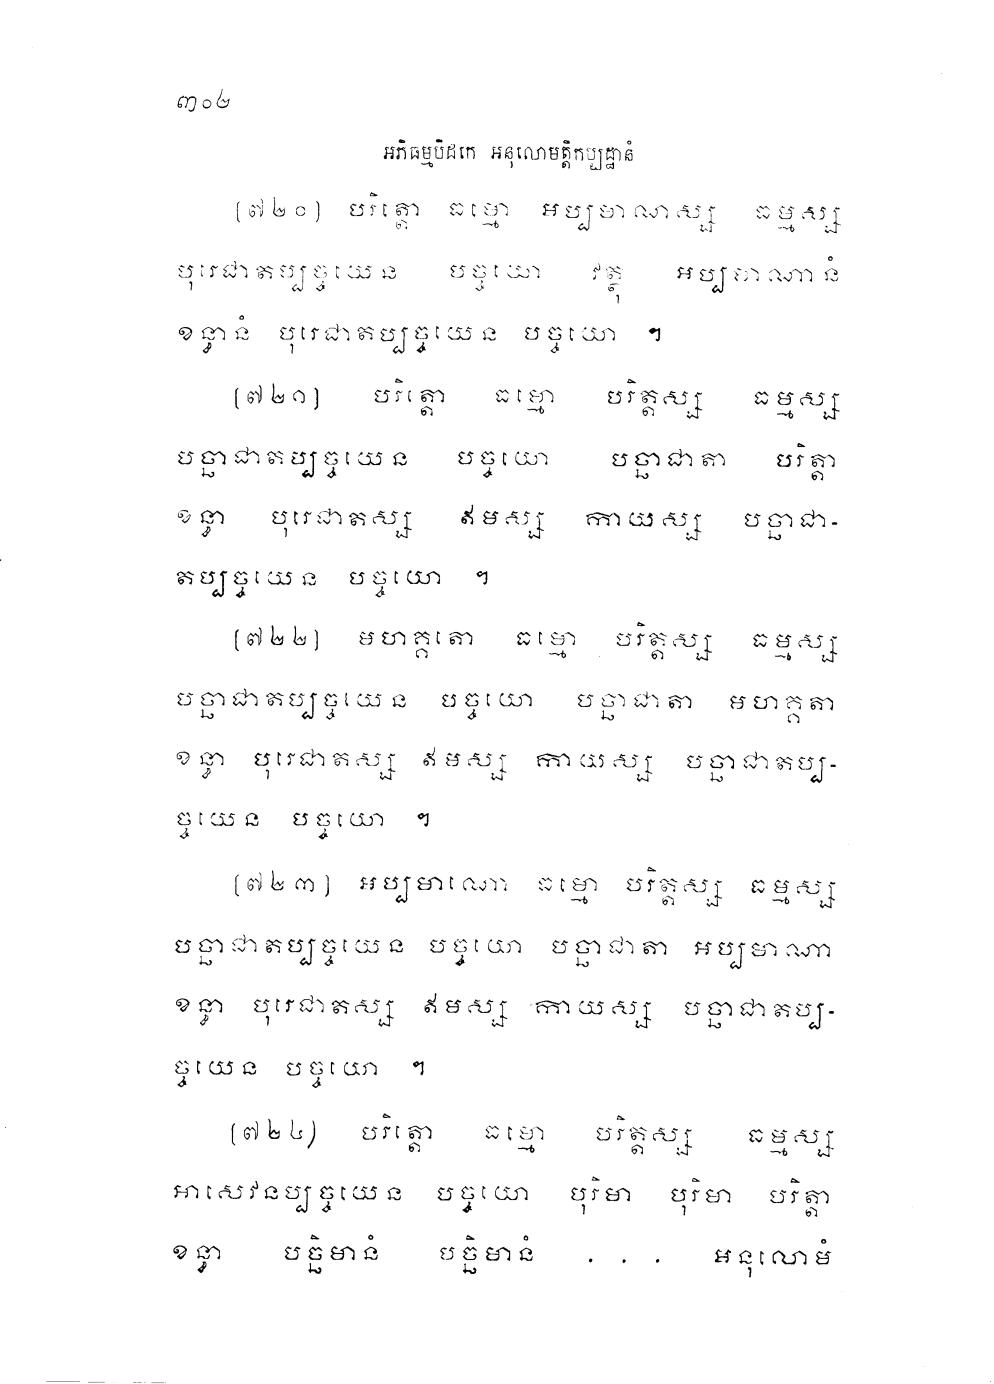 ៣០២
អភិធម្មបិដកេ អនុលោមត្តិកប្បដ្ឋានំ
(៧២០) បរិត្តោ ធម្មោ អប្បមាណស្ស ធម្មស្ស
បុរេជាតប្បច្ចយេន បច្ចយោ វត្ថុ អប្បមាណានំ
ខន្ធានំ បុរេជាតប្បច្ចយេន បច្ចយោ ។
(៧២១) បរិត្តោ ធម្មោ បរិត្តស្ស ធម្មស្ស
បច្ឆាជាតប្បច្ចយេន បច្ចយោ បច្ឆាជាតា បរិត្តា
ខន្ធា បុរេជាតស្ស ឥមស្ស កាយស្ស បច្ឆាជា-
តប្បច្ចយេន បច្ចយោ ។
(៧២២) មហគ្គតោ ធម្មោ បរិត្តស្ស ធម្មស្ស
បច្ឆាជាតប្បច្ចយេន បច្ចយោ បច្ឆាជាតា មហគ្គតា
ខន្ធា បុរេជាតស្ស ឥមស្ស កាយស្ស បច្ឆាជាតប្ប-
ច្ចយេន បច្ចយោ ។
(៧២៣) អប្បមាណោ ធម្មោ បរិត្តស្ស ធម្មស្ស
បច្ឆាជាតប្បច្ចយេន បច្ចយោ បច្ឆាជាតា អប្បមាណា
ខន្ធា បុរេជាតស្ស ឥមស្ស កាយស្ស បច្ឆាជាតប្ប-
ច្ចយេន បច្ចយោ ។
(៧២៤) បរិត្តោ ធម្មោ បរិត្តស្ស ធម្មស្ស
អាសេវនប្បច្ចយេន បច្ចយោ បុរិមា បុរិមា បរិត្តា
ខន្ធា បច្ឆិមានំ បច្ឆិមានំ . . . អនុលោមំ